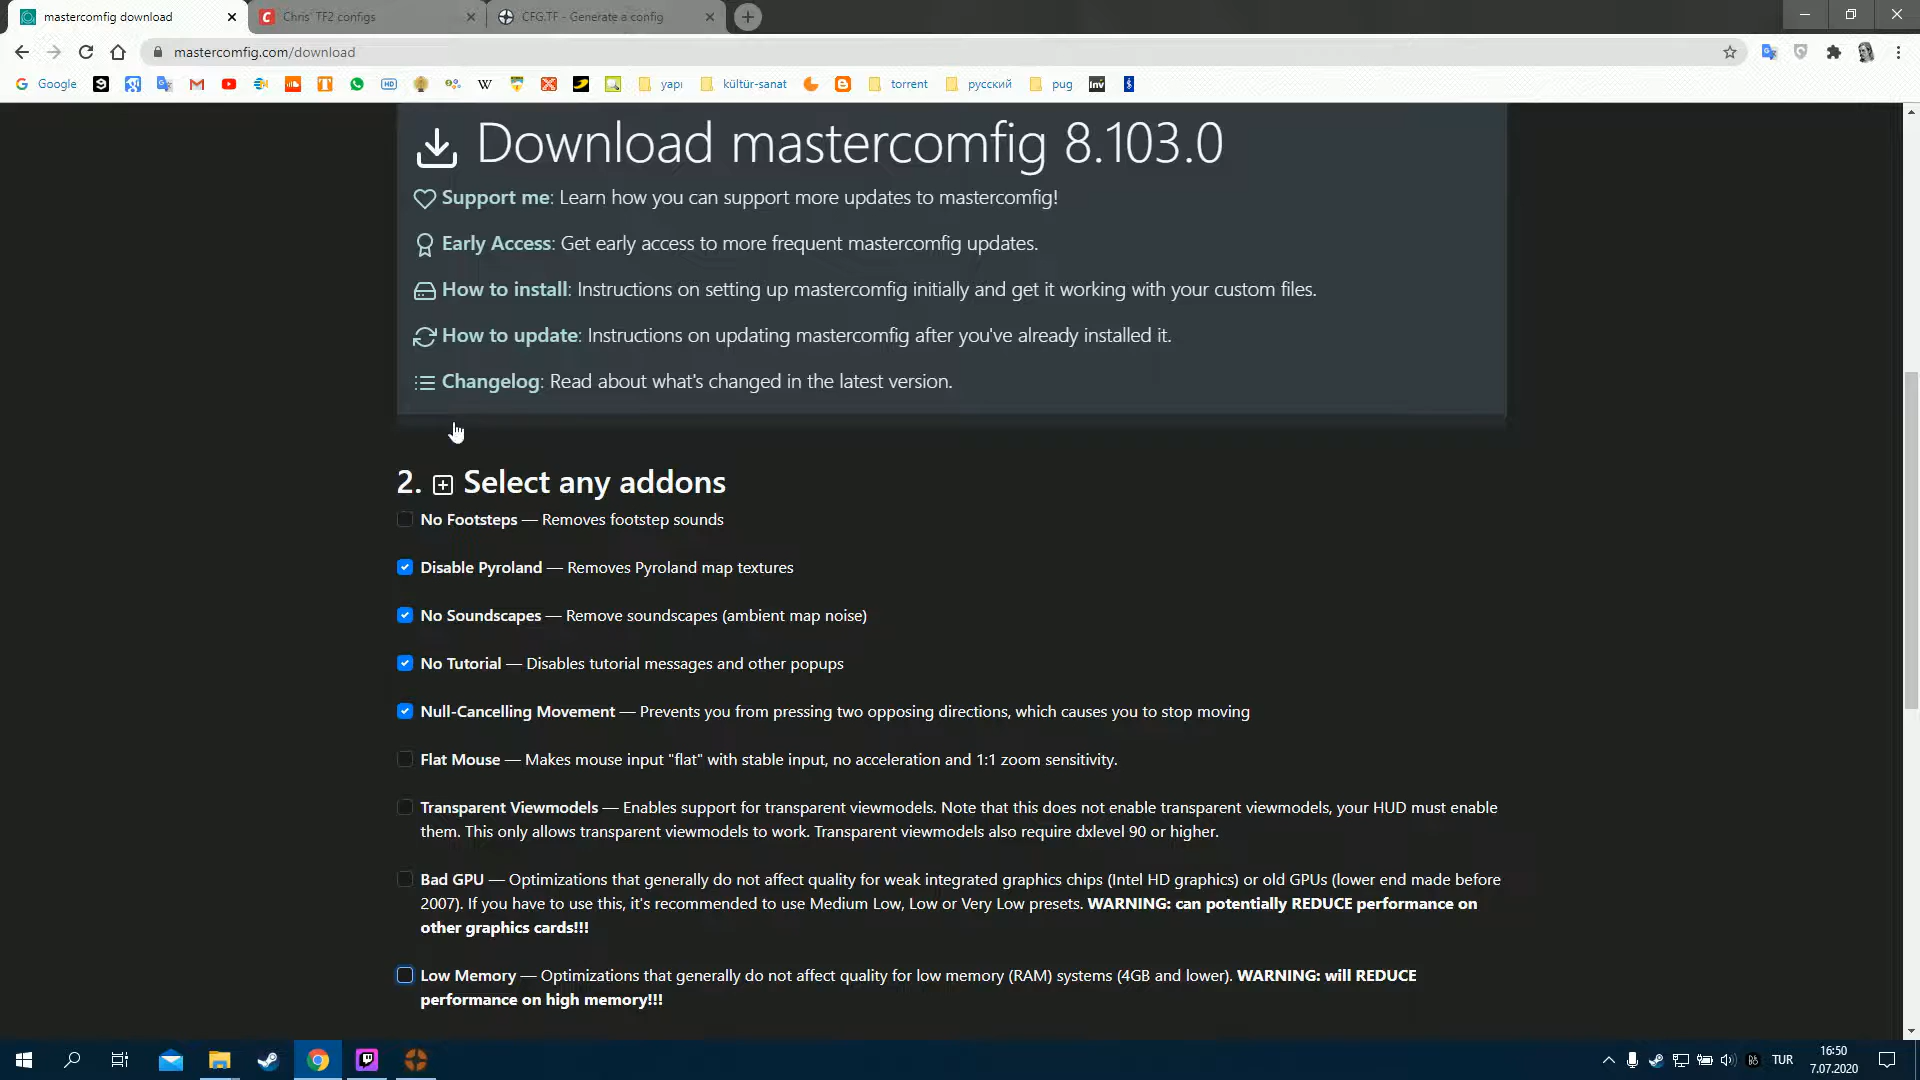 mastercomfig download
Chris' TF2 configs
CFG.TF - Generate a config
mastercomfig.com/download
Google
yapı
kültür-sanat
torrent
русский
pug
inv
Download mastercomfig 8.103.0
Support me: Learn how you can support more updates to mastercomfig!
Early Access: Get early access to more frequent mastercomfig updates.
How to install: Instructions on setting up mastercomfig initially and get it working with your custom files.
How to update: Instructions on updating mastercomfig after you've already installed it.
Changelog: Read about what's changed in the latest version.
2. Select any addons
No Footsteps — Removes footstep sounds
Disable Pyroland — Removes Pyroland map textures
No Soundscapes — Remove soundscapes (ambient map noise)
No Tutorial — Disables tutorial messages and other popups
Null-Cancelling Movement — Prevents you from pressing two opposing directions, which causes you to stop moving
Flat Mouse — Makes mouse input "flat" with stable input, no acceleration and 1:1 zoom sensitivity.
Transparent Viewmodels — Enables support for transparent viewmodels. Note that this does not enable transparent viewmodels, your HUD must enable
them. This only allows transparent viewmodels to work. Transparent viewmodels also require dxlevel 90 or higher.
Bad GPU — Optimizations that generally do not affect quality for weak integrated graphics chips (Intel HD graphics) or old GPUs (lower end made before
2007). If you have to use this, it's recommended to use Medium Low, Low or Very Low presets. WARNING: can potentially REDUCE performance on
other graphics cards!!!
Low Memory — Optimizations that generally do not affect quality for low memory (RAM) systems (4GB and lower). WARNING: will REDUCE
performance on high memory!!!
TUR
16:50
7.07.2020